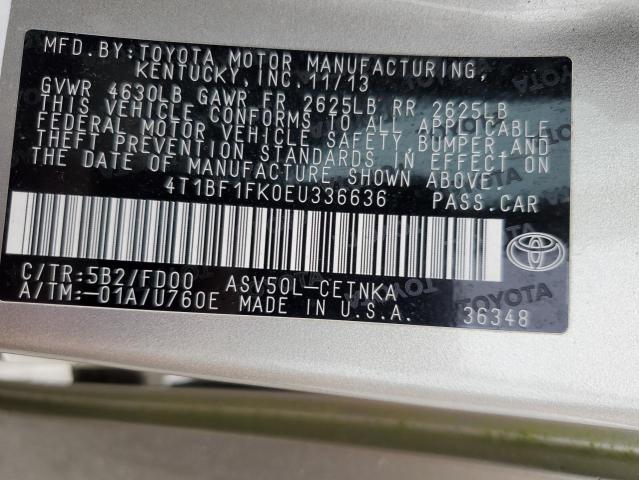 MFD.BY:TOYOTA MOTOR MANUFACTURING,
KENTUCKY,INC.11/13
GVWR 4630LB GAWR FR 2625LB RR 2625LB
THIS VEHICLE CONFORMS TO ALL APPLICABLE
FEDERAL MOTOR VEHICLE SAFETY, BUMPER, AND
THEFT PREVENTION STANDARDS IN EFFECT ON
THE DATE OF MANUFACTURE SHOWN ABOVE.
4T1BF1FK0EU336636 PASS.CAR
C/TR:5B2/FD00 ASV50L-CETNKA
A/TM:-01A/U760E MADE IN U.S.A. 36348
TOYOTA